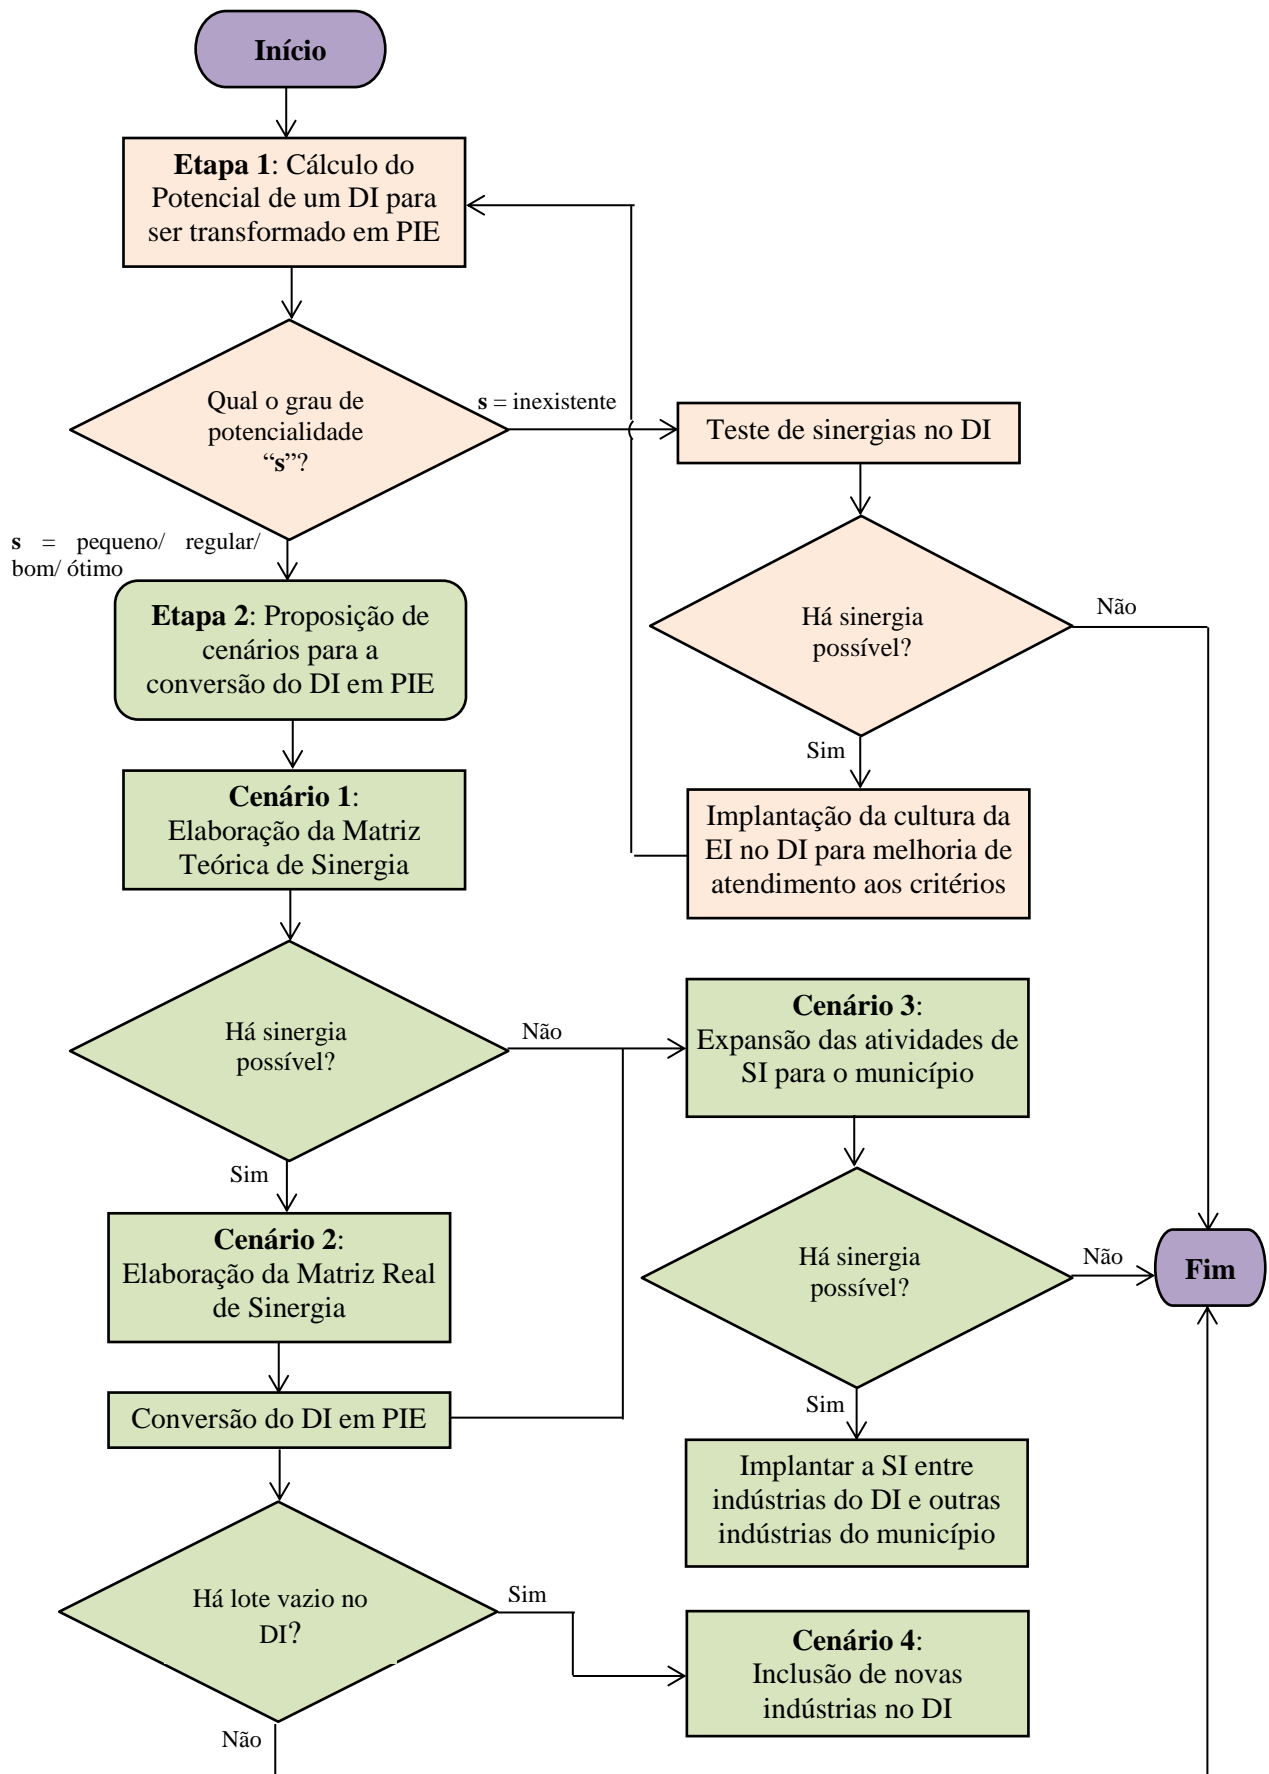 Início
Etapa 1: Cálculo do
Potencial de um DI para
ser transformado em PIE
Qual o grau de
potencialidade
“s”?
s = inexistente
Teste de sinergias no DI
s = pequeno/ regular/
bom/ ótimo
Etapa 2: Proposição de
cenários para a
conversão do DI em PIE
Há sinergia
possível?
Não
Sim
Cenário 1:
Elaboração da Matriz
Teórica de Sinergia
Implantação da cultura da
EI no DI para melhoria de
atendimento aos critérios
Há sinergia
possível?
Não
Cenário 3:
Expansão das atividades de
SI para o município
Sim
Cenário 2:
Elaboração da Matriz Real
de Sinergia
Há sinergia
possível?
Não
Fim
Conversão do DI em PIE
Sim
Implantar a SI entre
indústrias do DI e outras
indústrias do município
Há lote vazio no
DI?
Sim
Cenário 4:
Inclusão de novas
indústrias no DI
Não